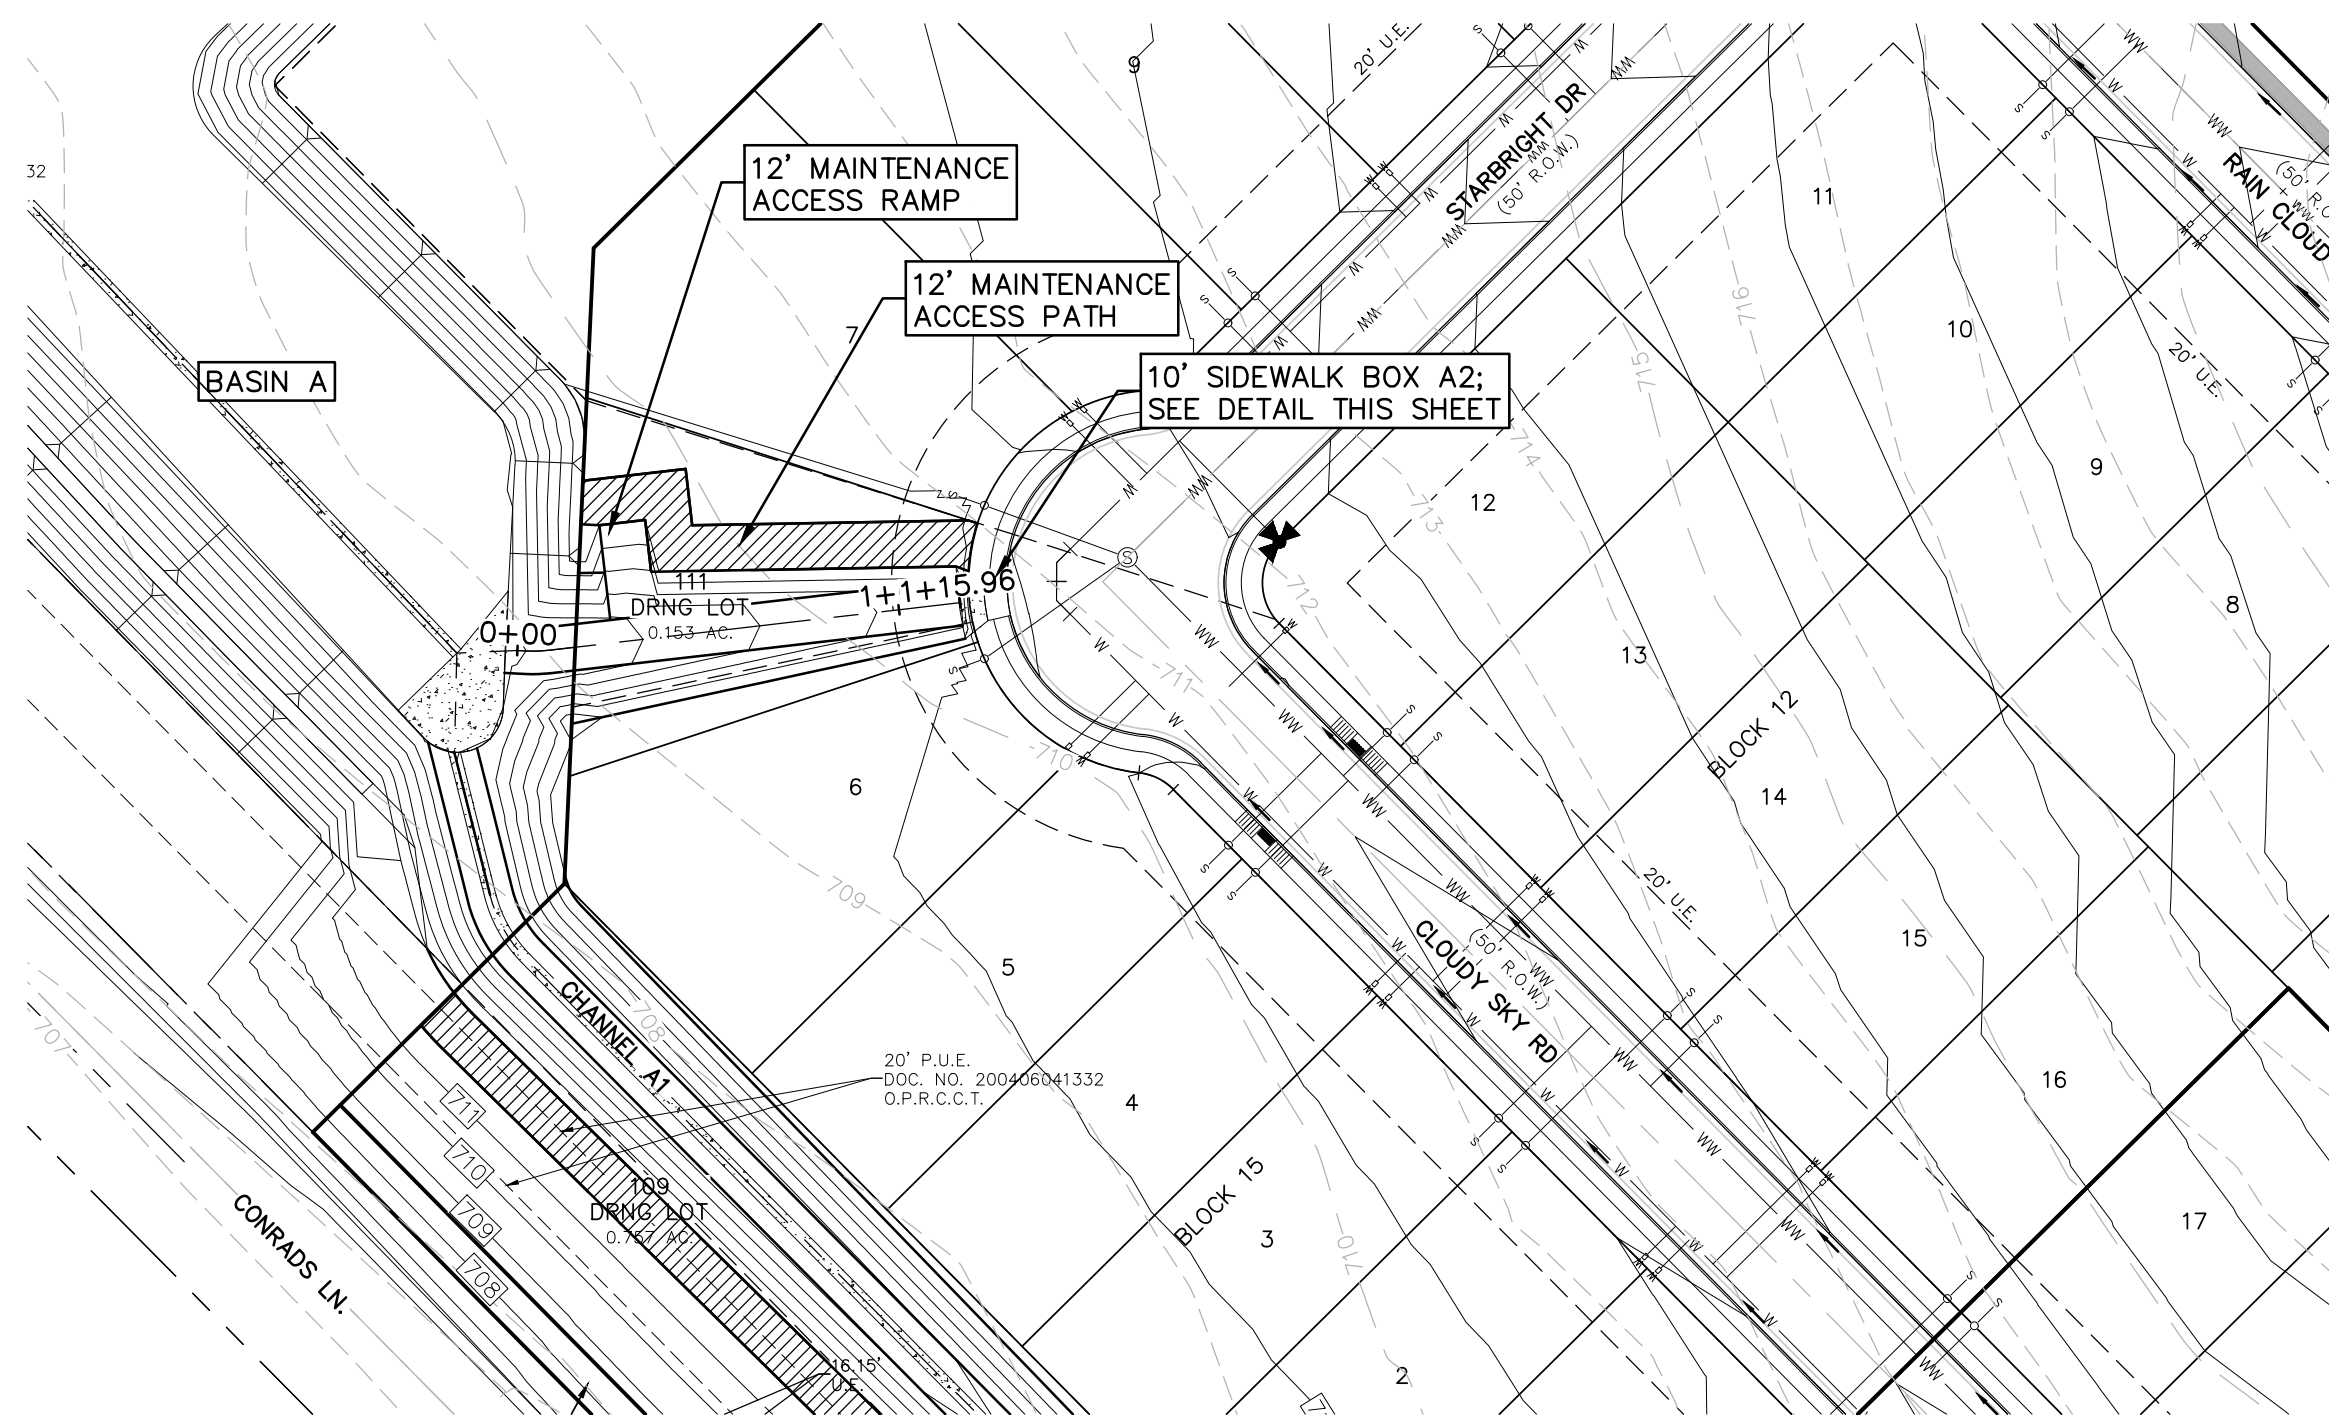 9
20' U.E.
STARBRIGHT DR
(50' R.O.W.)
RAIN CLOUD
(50' R.O
32
12' MAINTENANCE
ACCESS RAMP
11
12' MAINTENANCE
ACCESS PATH
7
716
10
20' U.E.
BASIN A
10' SIDEWALK BOX A2;
SEE DETAIL THIS SHEET
715
714
9
12
713
111
DRNG LOT
0.153 AC.
1+1+15.96
712
8
0+00
13
711
710
BLOCK 12
6
14
709
20' U.E.
CLOUDY SKY RD
(50' R.O.W.)
15
5
CHANNEL A1
708
707
20' P.U.E.
DOC. NO. 200406041332
O.P.R.C.C.T.
711
4
16
710
109
DRNG LOT
0.757 AC.
709
708
CONRADS LN.
BLOCK 15
3
710
17
16.15'
U.E.
2